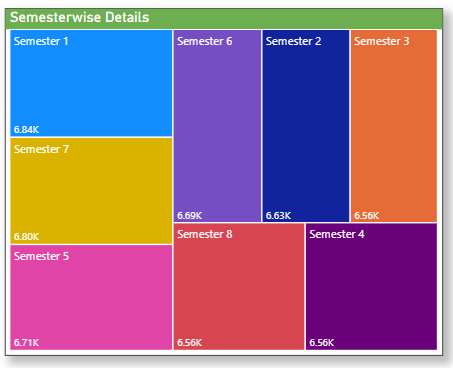 Semesterwise Details
Semester 1
6.84K
Semester 7
6.80K
Semester 5
6.71K
Semester 6
6.69K
Semester 2
6.63K
Semester 3
6.56K
Semester 8
6.56K
Semester 4
6.56K